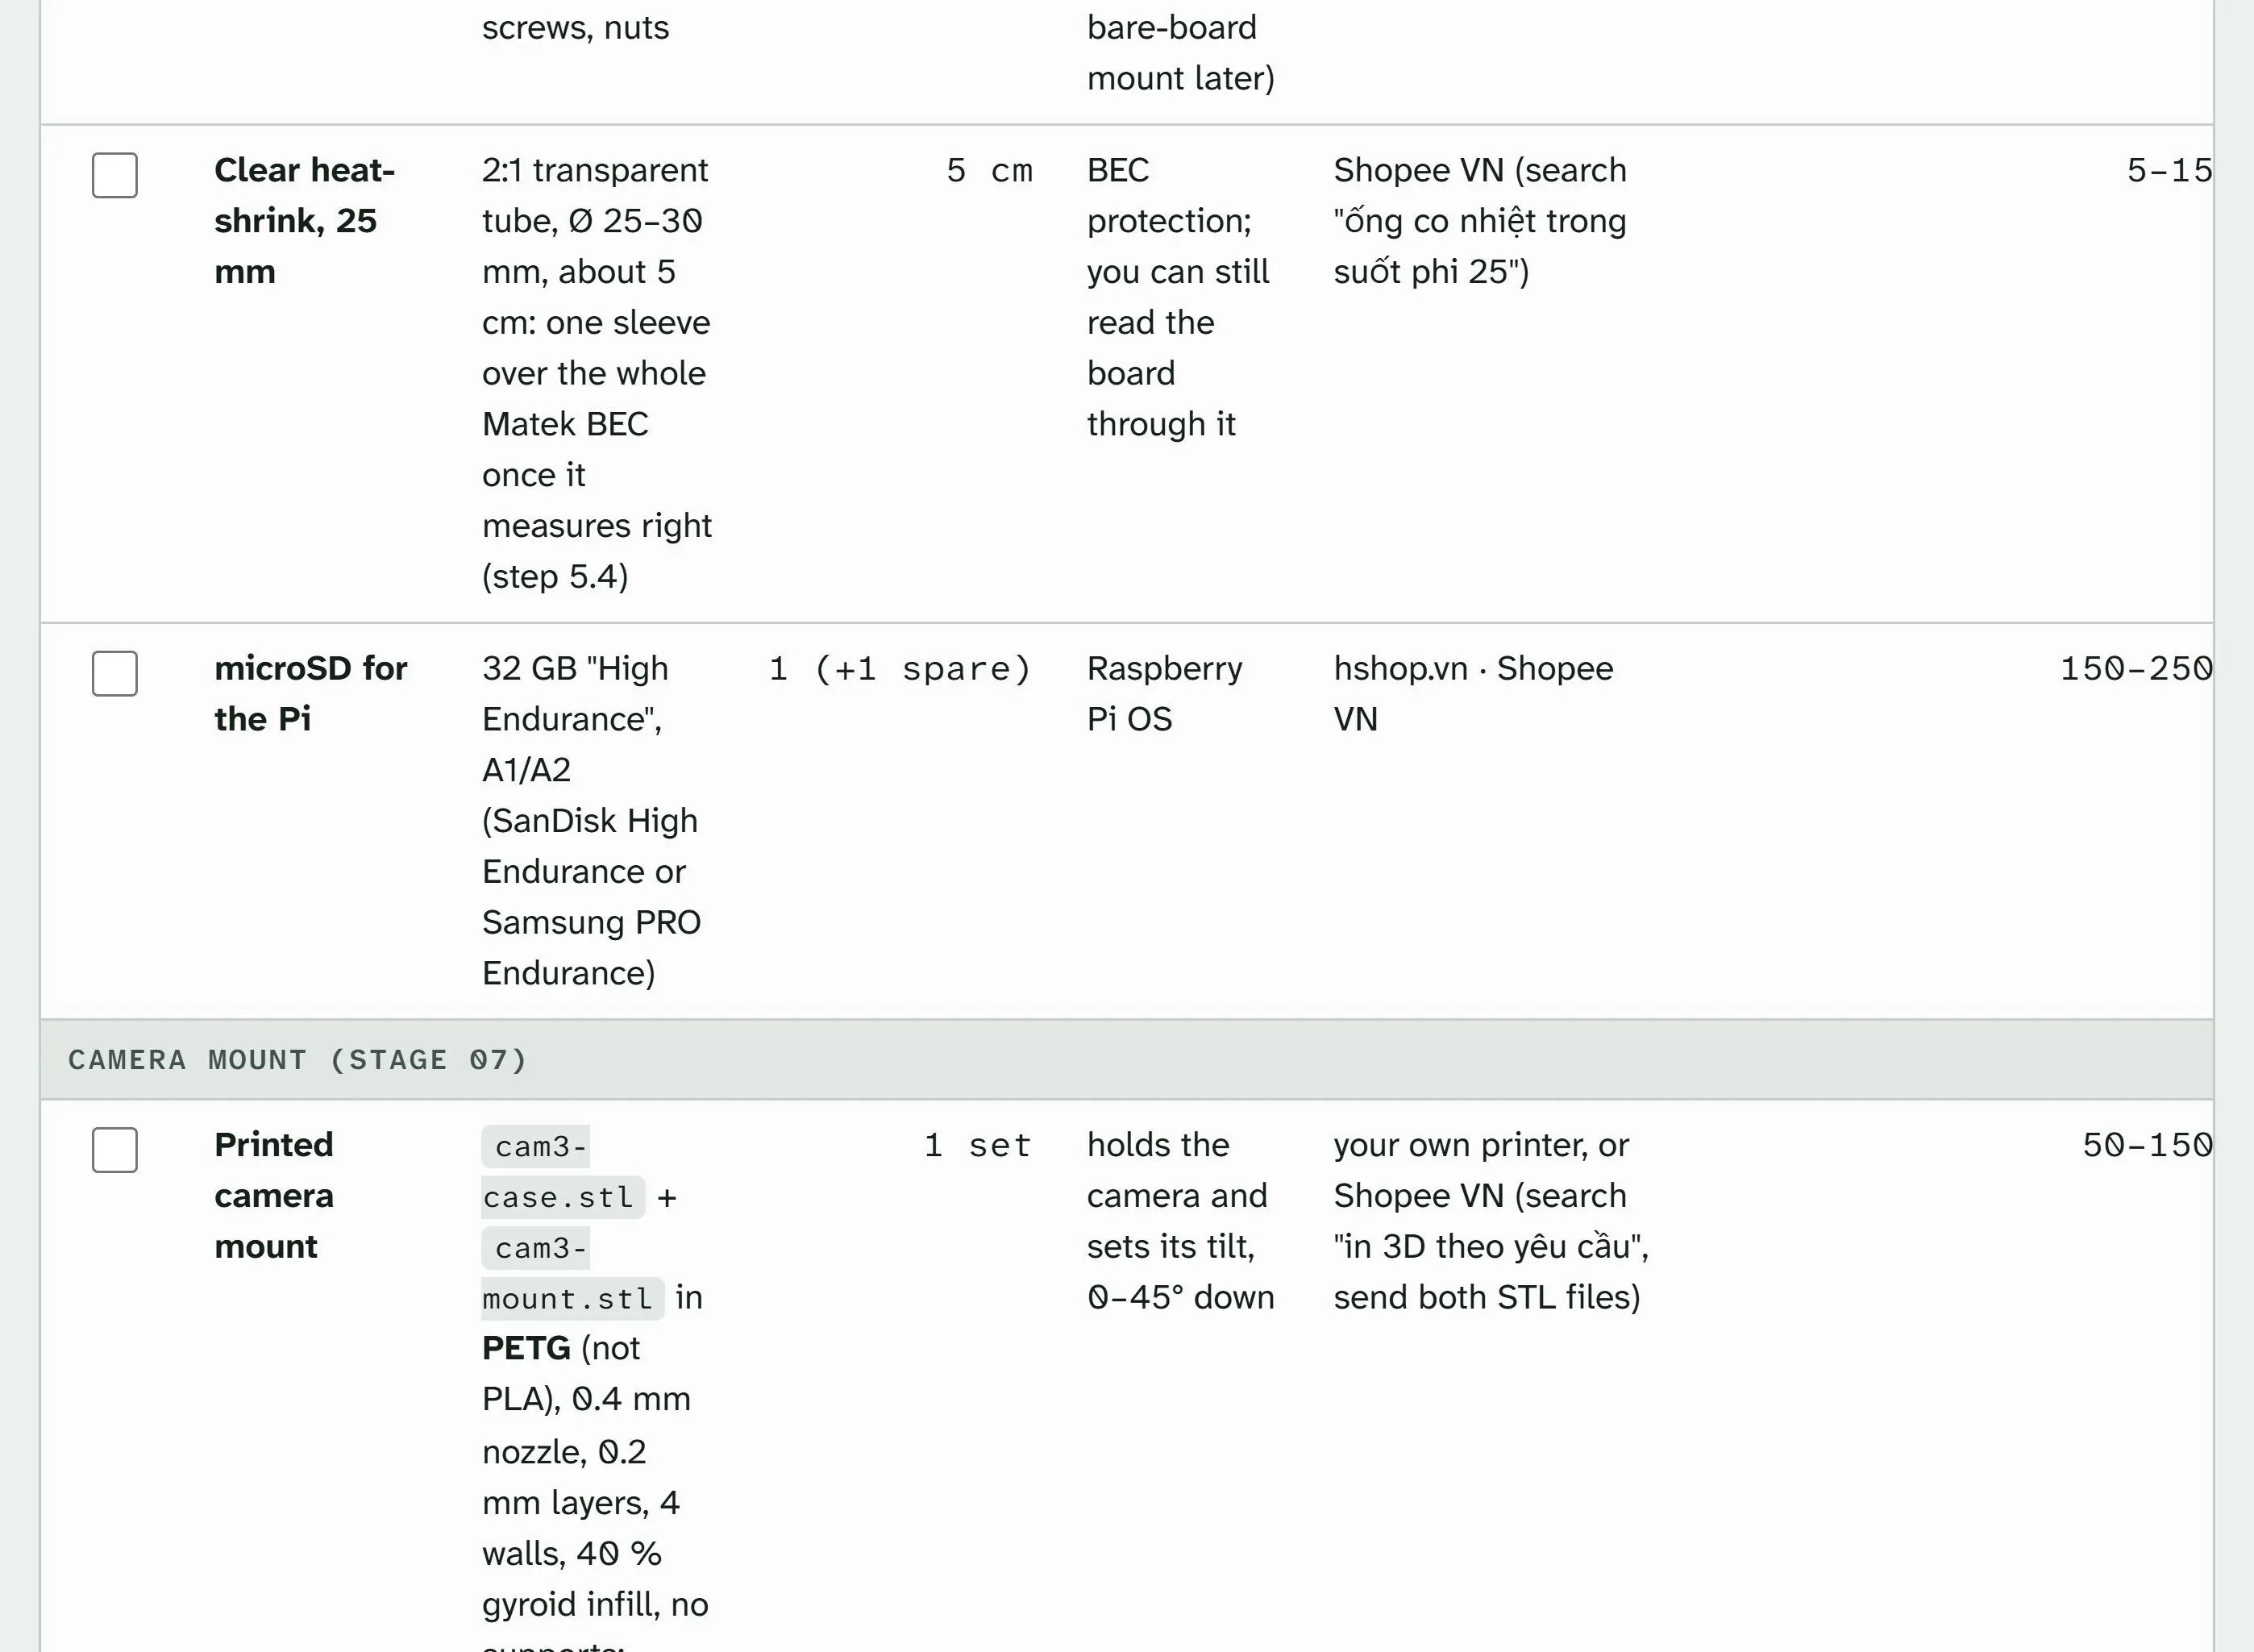 screws, nuts
bare-board
mount later)
Clear heat-
shrink, 25
mm
2:1 transparent
tube, Ø 25–30
mm, about 5
cm: one sleeve
over the whole
Matek BEC
once it
measures right
(step 5.4)
5 cm
BEC
protection;
you can still
read the
board
through it
Shopee VN (search
"ống co nhiệt trong
suốt phi 25")
5–15
microSD for
the Pi
32 GB "High
Endurance",
A1/A2
(SanDisk High
Endurance or
Samsung PRO
Endurance)
1 (+1 spare)
Raspberry
Pi OS
hshop.vn · Shopee
VN
150–250
CAMERA MOUNT (STAGE 07)
Printed
camera
mount
cam3-
case.stl +
cam3-
mount.stl in
PETG (not
PLA), 0.4 mm
nozzle, 0.2
mm layers, 4
walls, 40 %
gyroid infill, no
supports;
1 set
holds the
camera and
sets its tilt,
0–45° down
your own printer, or
Shopee VN (search
"in 3D theo yêu cầu",
send both STL files)
50–150